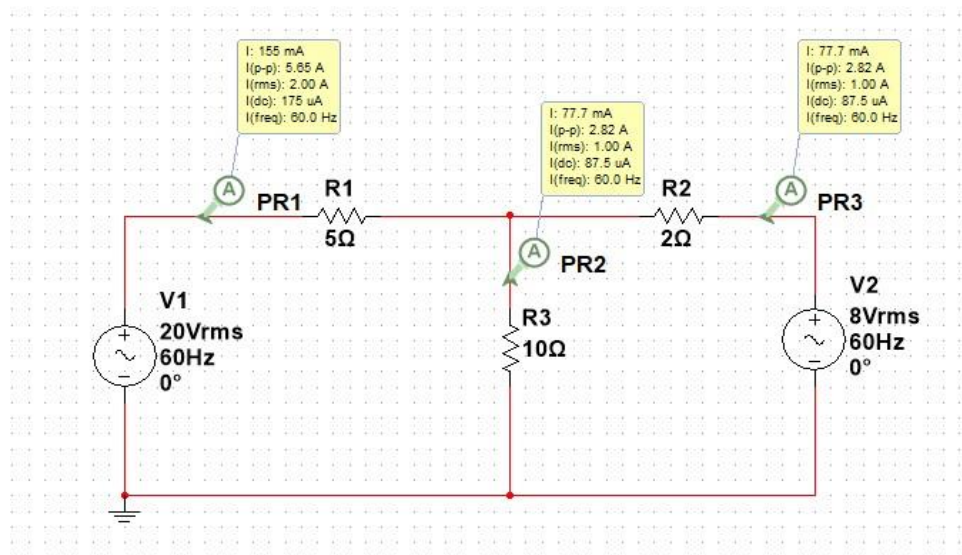 I: 155 mA
I(p-p): 5.65 A
I(rms): 2.00 A
I(dc): 175 uA
I(freq): 60.0 Hz
I: 77.7 mA
I(p-p): 2.82 A
I(rms): 1.00 A
I(dc): 87.5 uA
I(freq): 60.0 Hz
I: 77.7 mA
I(p-p): 2.82 A
I(rms): 1.00 A
I(dc): 87.5 uA
I(freq): 60.0 Hz
A
PR1
R1
5Ω
A
PR2
R2
2Ω
A
PR3
V1
20Vrms
60Hz
0°
R3
10Ω
V2
8Vrms
60Hz
0°